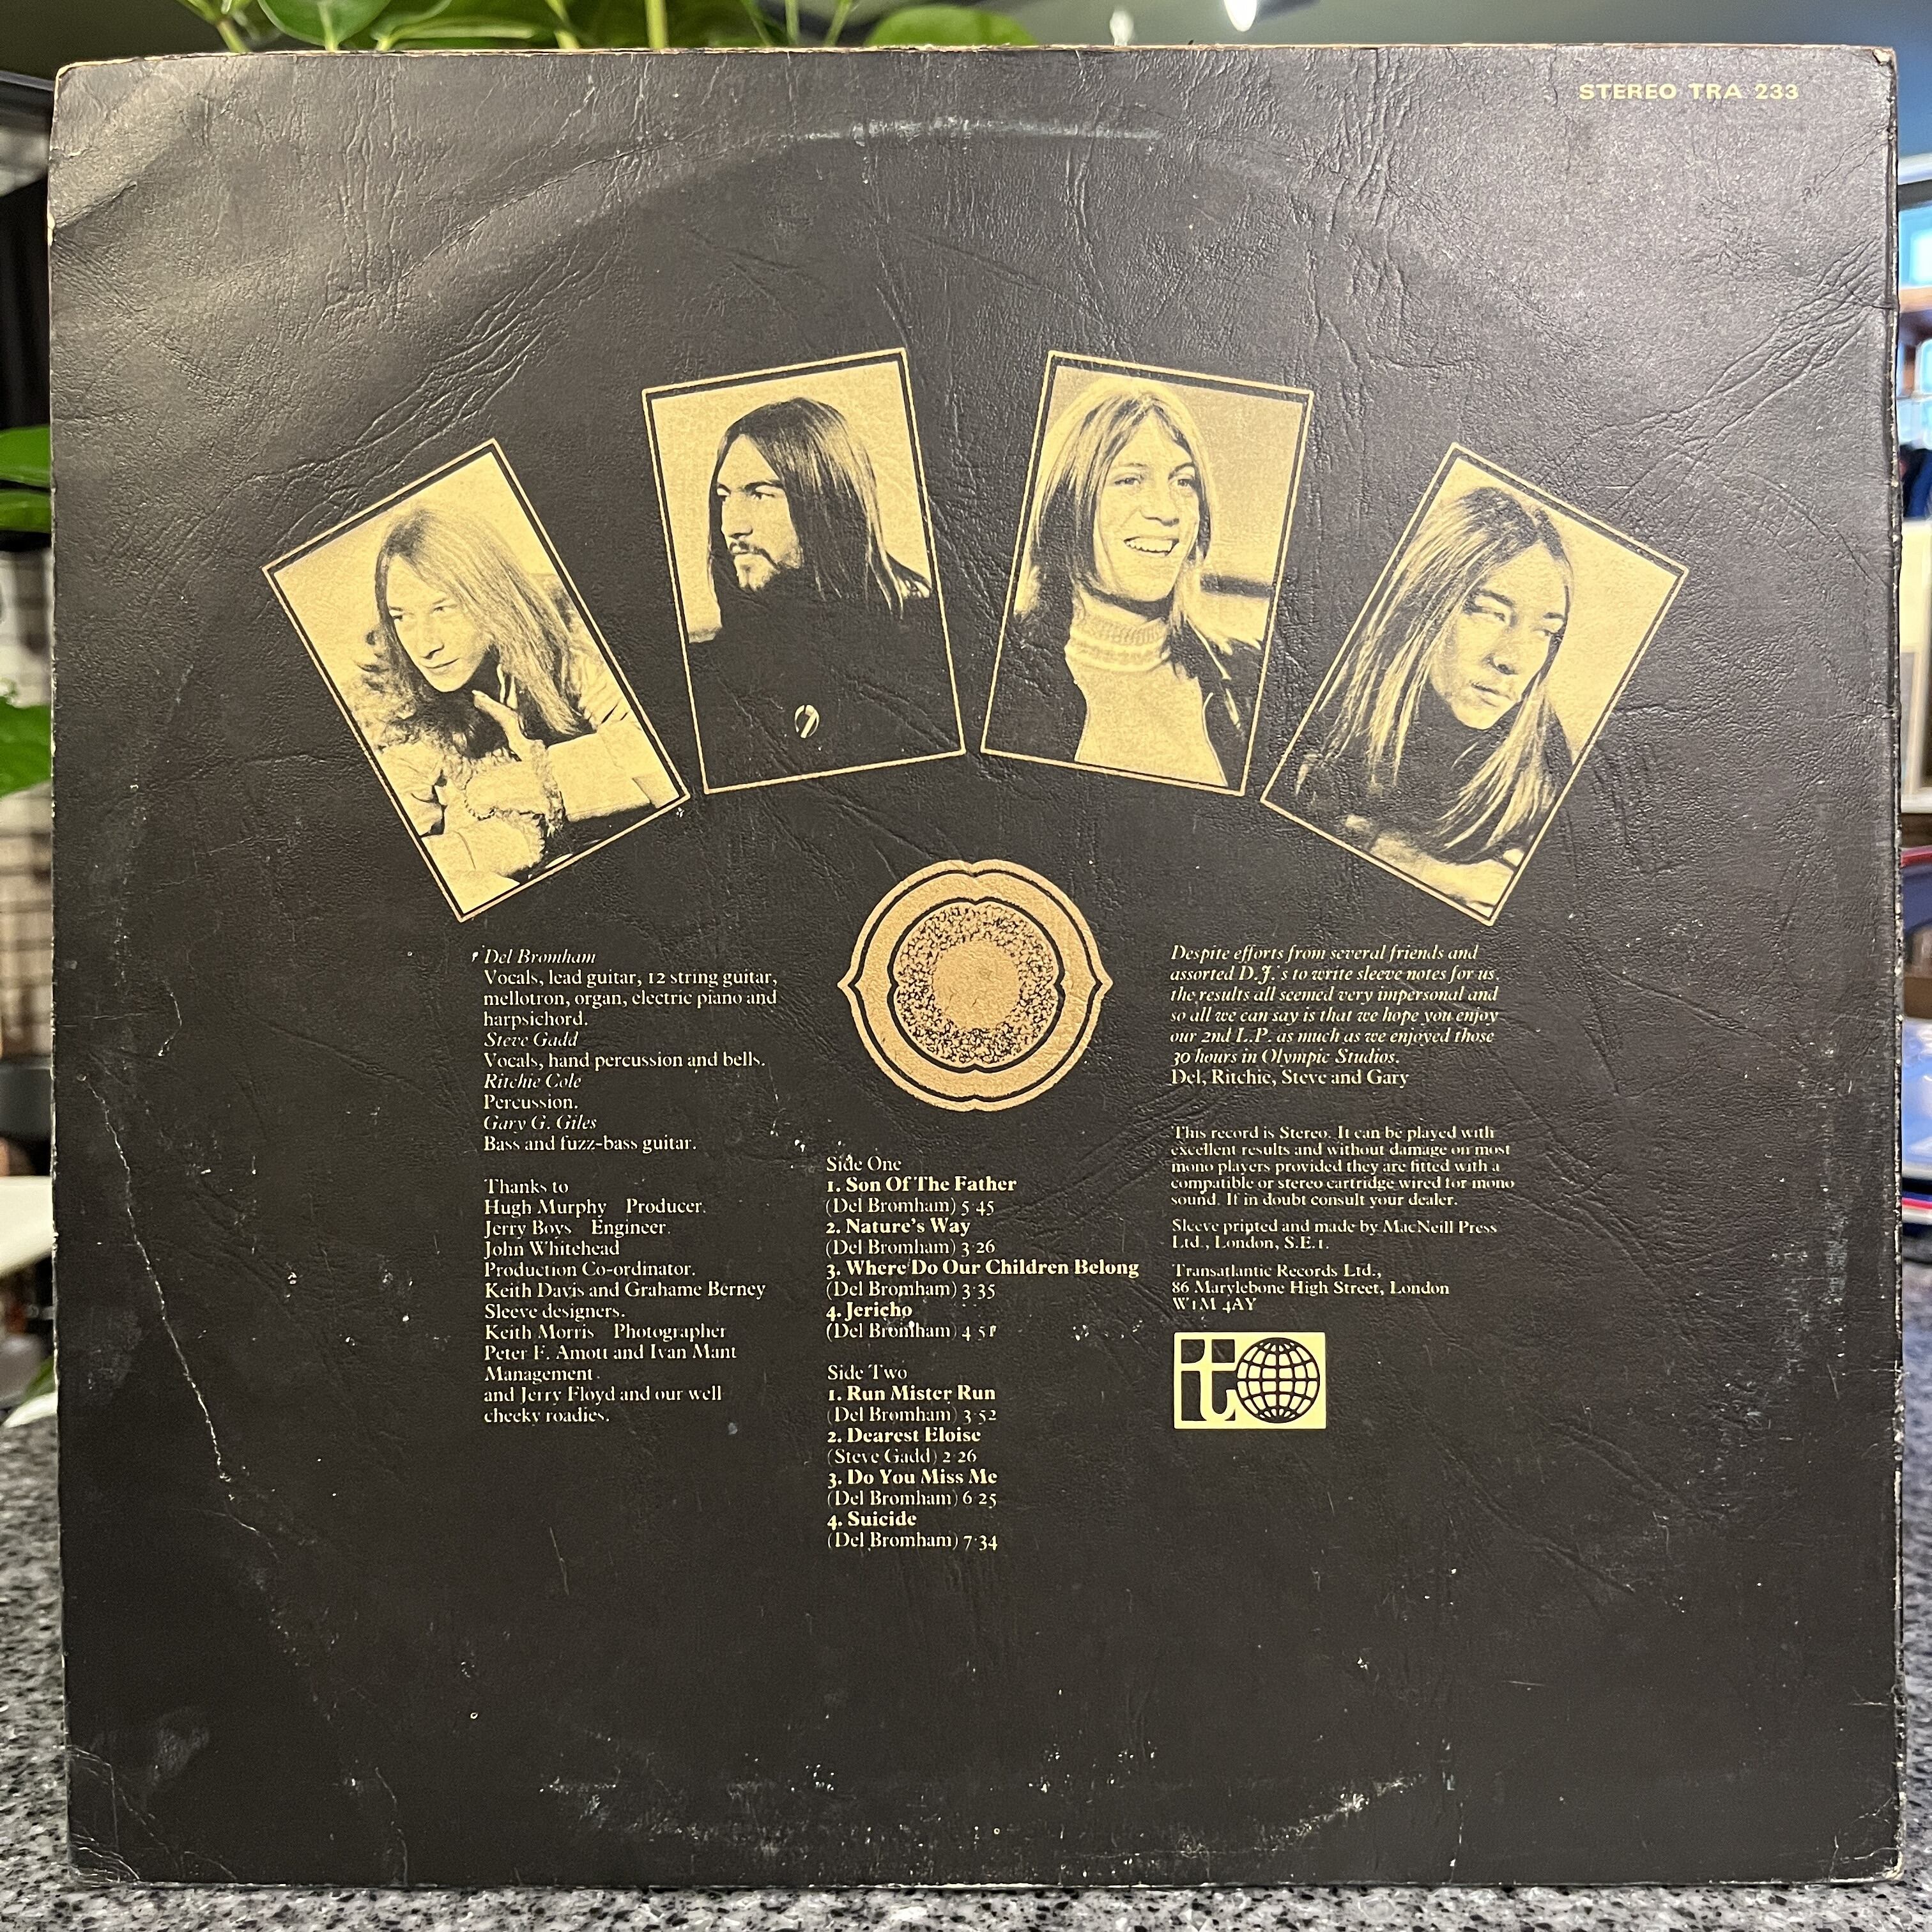 STEREO TRA 233
Del Bromham
Vocals, lead guitar, 12 string guitar,
mellotron, organ, electric piano and
harpsichord.
Steve Gadd
Vocals, hand percussion and bells.
Ritchie Cole
Percussion.
Gary G. Giles
Bass and fuzz-bass guitar.
Thanks to
Hugh Murphy Producer.
Jerry Boys Engineer.
John Whitehead
Production Co-ordinator.
Keith Davis and Grahame Berney
Sleeve designers.
Keith Morris Photographer
Peter F. Amott and Ivan Mant
Management
and Jerry Floyd and our well
cheeky roadies.
Side One
1. Son Of The Father
(Del Bromham) 5·45
2. Nature's Way
(Del Bromham) 3·26
3. Where Do Our Children Belong
(Del Bromham) 3·35
4. Jericho
(Del Bromham) 4·51
Side Two
1. Run Mister Run
(Del Bromham) 3·52
2. Dearest Eloise
(Steve Gadd) 2·26
3. Do You Miss Me
(Del Bromham) 6·25
4. Suicide
(Del Bromham) 7·34
Despite efforts from several friends and
assorted D.J.'s to write sleeve notes for us,
the results all seemed very impersonal and
so all we can say is that we hope you enjoy
our 2nd L.P. as much as we enjoyed those
30 hours in Olympic Studios.
Del, Ritchie, Steve and Gary
This record is Stereo. It can be played with
excellent results and without damage on most
mono players provided they are fitted with a
compatible or stereo cartridge wired for mono
sound. If in doubt consult your dealer.
Sleeve printed and made by MacNeill Press
Ltd., London, S.E.1.
Transatlantic Records Ltd.,
86 Marylebone High Street, London
W1M 4AY